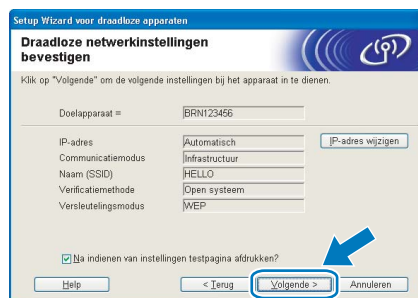 Setup Wizard voor draadloze apparaten
Draadloze netwerkinstellingen
bevestigen
Klik op "Volgende" om de volgende instellingen bij het apparaat in te dienen.
Doelapparaat = BRN123456
IP-adres Automatisch IP-adres wijzigen
Communicatiemodus Infrastructuur
Naam (SSID) HELLO
Verificatiemethode Open systeem
Versleutelingsmodus WEP
Na indienen van instellingen testpagina afdrukken?
Help < Terug Volgende > Annuleren